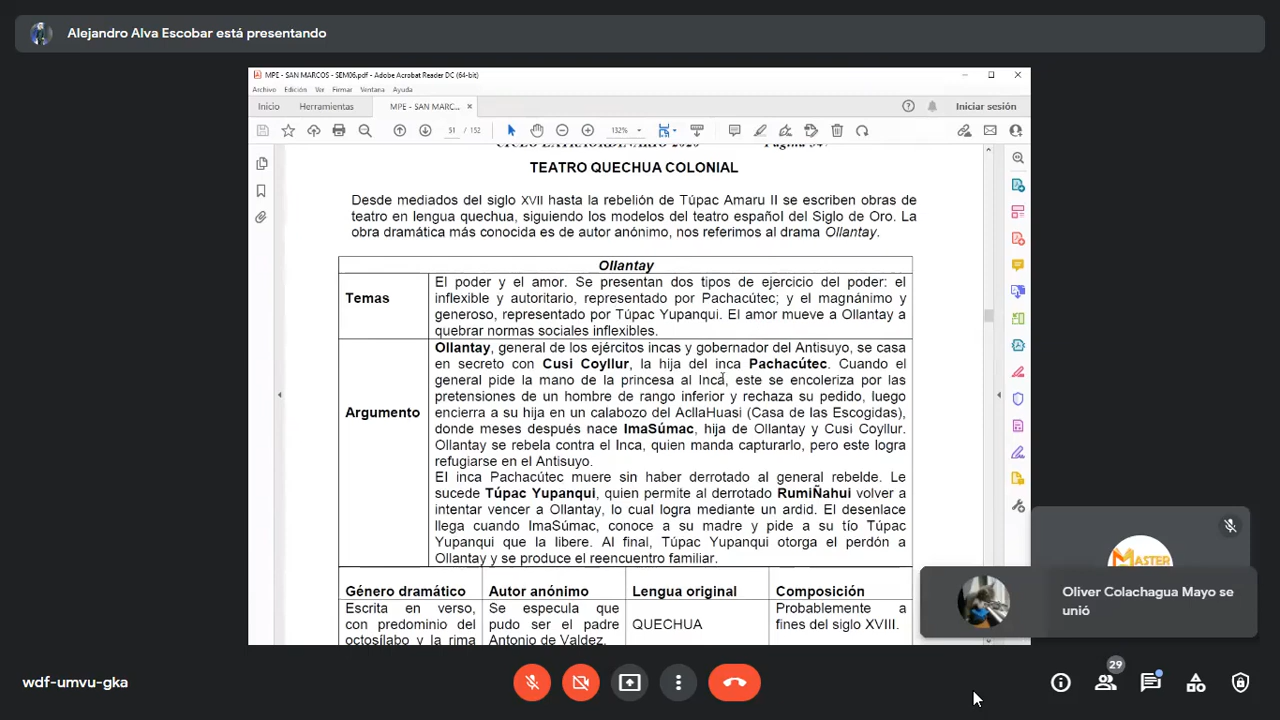 Alejandro Alva Escobar está presentando
MPE - SAN MARCOS - SEM06.pdf - Adobe Acrobat Reader DC (64-bit)
Archivo Edición Ver Firmar Ventana Ayuda
Inicio Herramientas MPE - SAN MARC... × Iniciar sesión
51 / 152 132%
CICLO EXTRAORDINARIO 2020
TEATRO QUECHUA COLONIAL
Desde mediados del siglo XVII hasta la rebelión de Túpac Amaru II se escriben obras de
teatro en lengua quechua, siguiendo los modelos del teatro español del Siglo de Oro. La
obra dramática más conocida es de autor anónimo, nos referimos al drama Ollantay.
Ollantay
Temas
El poder y el amor. Se presentan dos tipos de ejercicio del poder: el
inflexible y autoritario, representado por Pachacútec; y el magnánimo y
generoso, representado por Túpac Yupanqui. El amor mueve a Ollantay a
quebrar normas sociales inflexibles.
Argumento
Ollantay, general de los ejércitos incas y gobernador del Antisuyo, se casa
en secreto con Cusi Coyllur, la hija del inca Pachacútec. Cuando el
general pide la mano de la princesa al Inca, este se encoleriza por las
pretensiones de un hombre de rango inferior y rechaza su pedido, luego
encierra a su hija en un calabozo del AcllaHuasi (Casa de las Escogidas),
donde meses después nace ImaSúmac, hija de Ollantay y Cusi Coyllur.
Ollantay se rebela contra el Inca, quien manda capturarlo, pero este logra
refugiarse en el Antisuyo.
El inca Pachacútec muere sin haber derrotado al general rebelde. Le
sucede Túpac Yupanqui, quien permite al derrotado RumiÑahui volver a
intentar vencer a Ollantay, lo cual logra mediante un ardid. El desenlace
llega cuando ImaSúmac, conoce a su madre y pide a su tío Túpac
Yupanqui que la libere. Al final, Túpac Yupanqui otorga el perdón a
Ollantay y se produce el reencuentro familiar.
Género dramático
Escrita en verso,
con predominio del
octosílabo y la rima
Autor anónimo
Se especula que
pudo ser el padre
Antonio de Valdez.
Lengua original
QUECHUA
Composición
Probablemente a
fines del siglo XVIII.
MASTER
Oliver Colachagua Mayo se
unió
wdf-umvu-gka
29